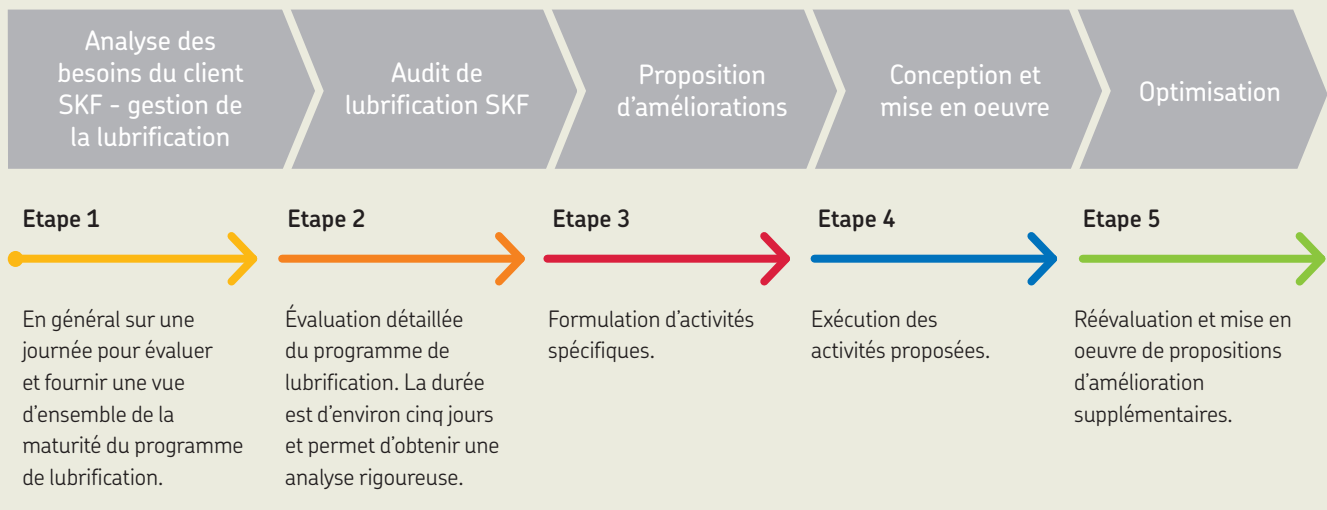 Analyse des
besoins du client
SKF - gestion de
la lubrification
Audit de
lubrification SKF
Proposition
d'améliorations
Conception et
mise en oeuvre
Optimisation
Etape 1
En général sur une
journée pour évaluer
et fournir une vue
d'ensemble de la
maturité du programme
de lubrification.
Etape 2
Évaluation détaillée
du programme de
lubrification. La durée
est d'environ cinq jours
et permet d'obtenir une
analyse rigoureuse.
Etape 3
Formulation d'activités
spécifiques.
Etape 4
Exécution des
activités proposées.
Etape 5
Réévaluation et mise en
oeuvre de propositions
d'amélioration
supplémentaires.